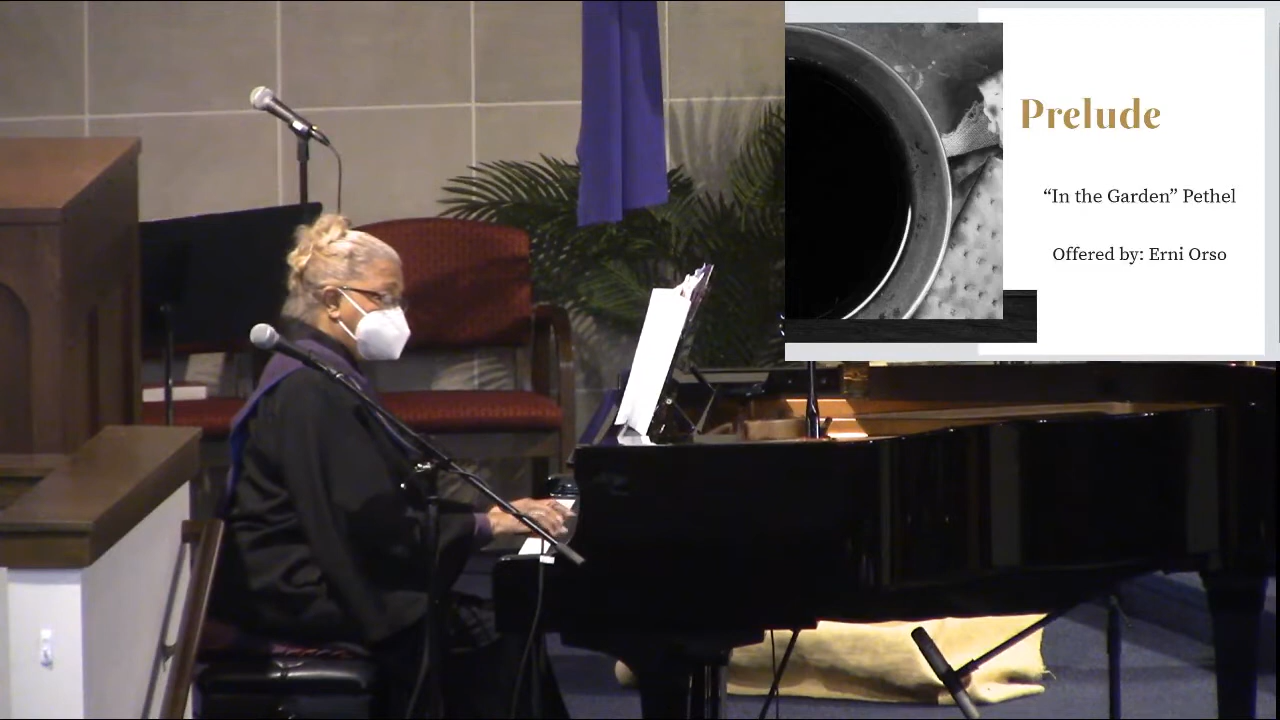 Prelude
“In the Garden” Pethel
Offered by: Erni Orso